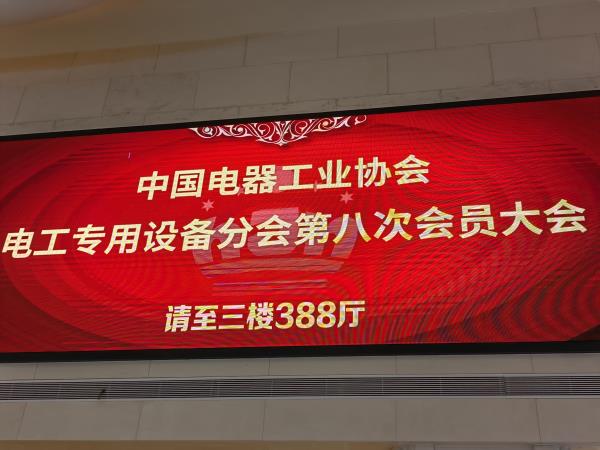 中国电器工业协会
电工专用设备分会第八次会员大会
请至三楼388厅